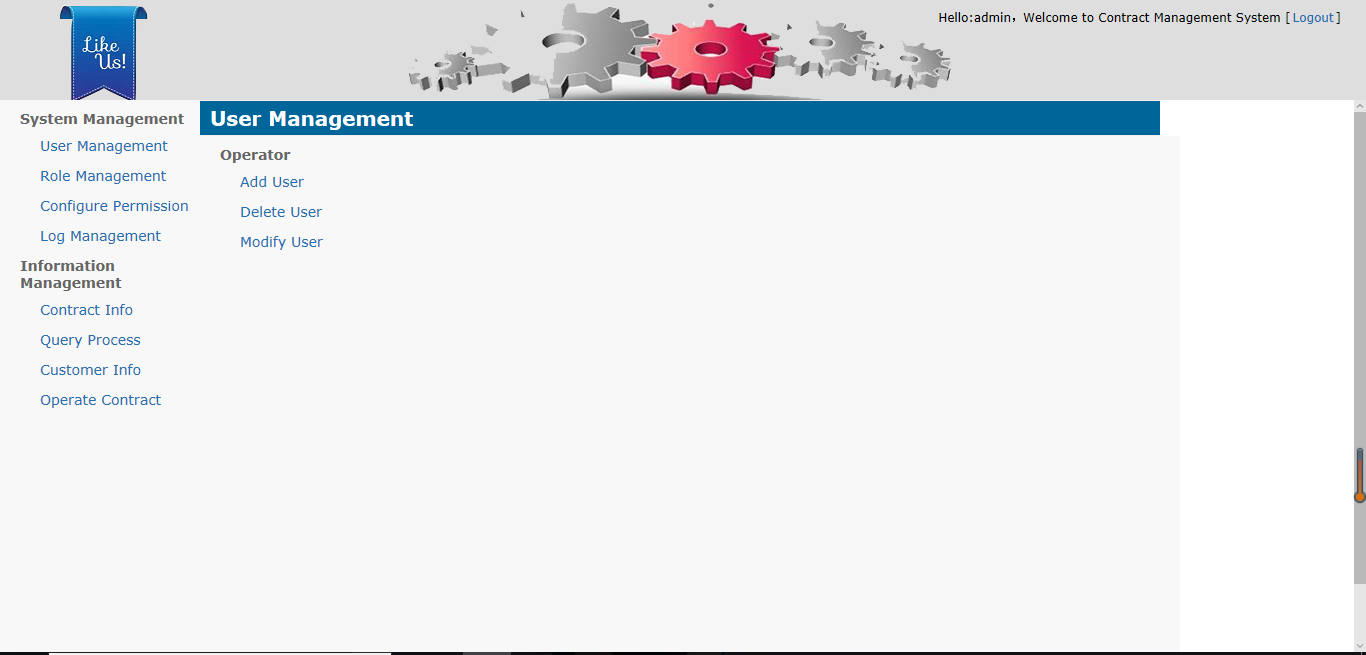 Like
Us!
Hello:admin，Welcome to Contract Management System [Logout]
System Management
User Management
Role Management
Configure Permission
Log Management
Information
Management
Contract Info
Query Process
Customer Info
Operate Contract
User Management
Operator
Add User
Delete User
Modify User